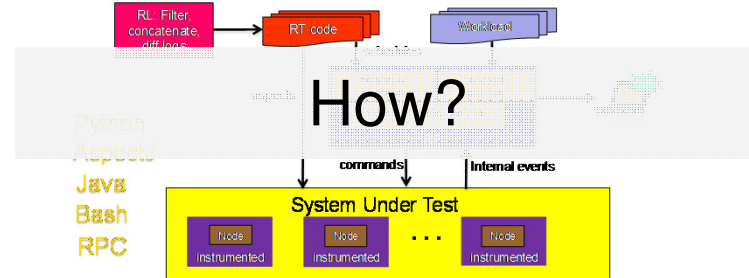 RL: Filter,
concatenate,
diff logs
RT code
Workload
How?
Python
Aspects
Java
Bash
RPC
commands
Internal events
System Under Test
Node
instrumented
Node
instrumented
. . .
Node
instrumented